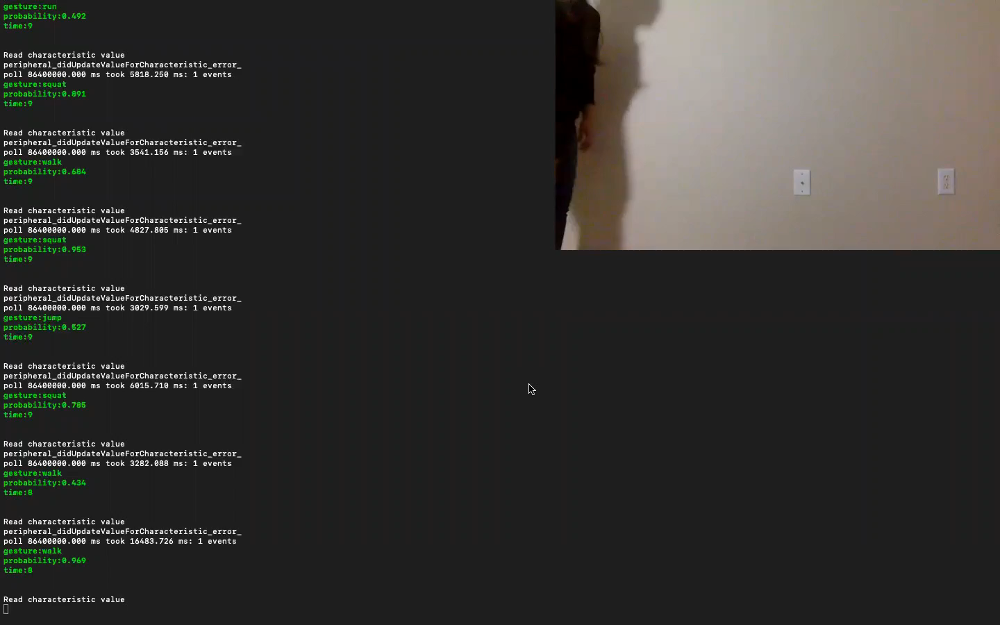 gesture:run
probability:0.492
time:9
Read characteristic value
peripheral_didUpdateValueForCharacteristic_error_
poll 86400000.000 ms took 5818.250 ms: 1 events
gesture:squat
probability:0.891
time:9
Read characteristic value
peripheral_didUpdateValueForCharacteristic_error_
poll 86400000.000 ms took 3541.156 ms: 1 events
gesture:walk
probability:0.684
time:9
Read characteristic value
peripheral_didUpdateValueForCharacteristic_error_
poll 86400000.000 ms took 4827.805 ms: 1 events
gesture:squat
probability:0.953
time:9
Read characteristic value
peripheral_didUpdateValueForCharacteristic_error_
poll 86400000.000 ms took 3029.599 ms: 1 events
gesture:jump
probability:0.527
time:9
Read characteristic value
peripheral_didUpdateValueForCharacteristic_error_
poll 86400000.000 ms took 6015.710 ms: 1 events
gesture:squat
probability:0.785
time:9
Read characteristic value
peripheral_didUpdateValueForCharacteristic_error_
poll 86400000.000 ms took 3282.088 ms: 1 events
gesture:walk
probability:0.434
time:8
Read characteristic value
peripheral_didUpdateValueForCharacteristic_error_
poll 86400000.000 ms took 16483.726 ms: 1 events
gesture:walk
probability:0.969
time:8
Read characteristic value